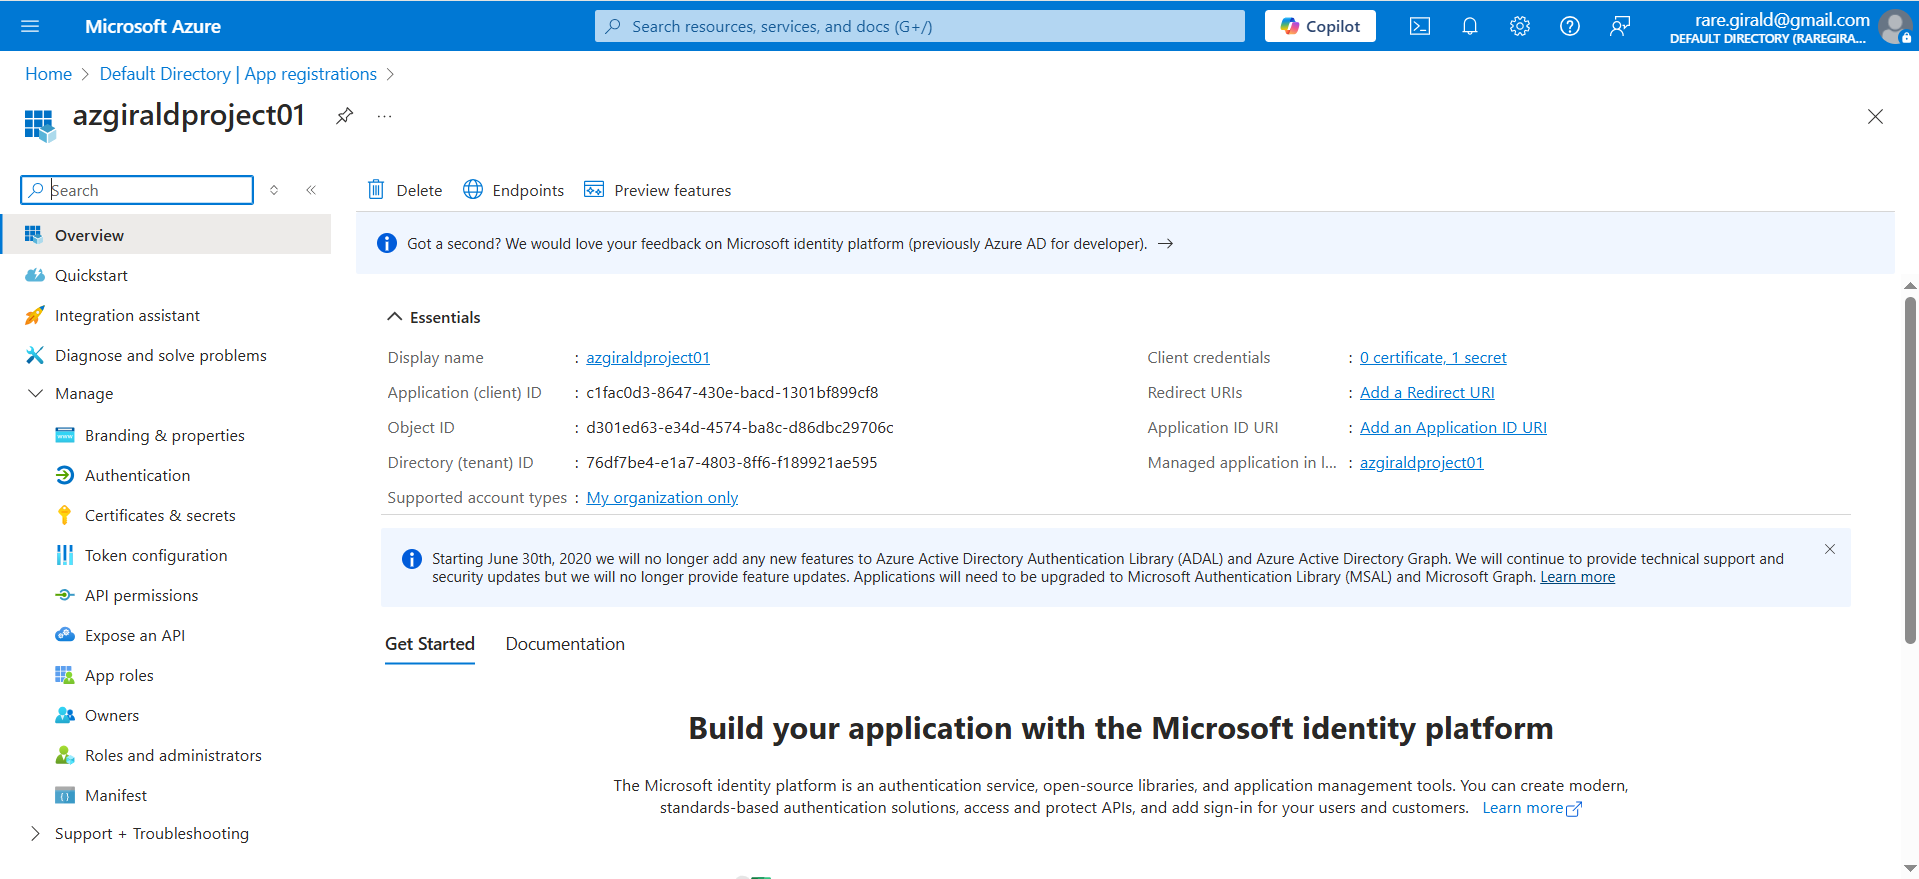 Microsoft Azure
Search resources, services, and docs (G+/)
Copilot
rare.girald@gmail.com
DEFAULT DIRECTORY (RAREGIRA...
Home > Default Directory | App registrations >
azgiraldproject01
Search
Overview
Quickstart
Integration assistant
Diagnose and solve problems
Manage
Branding & properties
Authentication
Certificates & secrets
Token configuration
API permissions
Expose an API
App roles
Owners
Roles and administrators
Manifest
Support + Troubleshooting
Delete Endpoints Preview features
Got a second? We would love your feedback on Microsoft identity platform (previously Azure AD for developer). →
Essentials
Display name : azgiraldproject01
Application (client) ID : c1fac0d3-8647-430e-bacd-1301bf899cf8
Object ID : d301ed63-e34d-4574-ba8c-d86dbc29706c
Directory (tenant) ID : 76df7be4-e1a7-4803-8ff6-f189921ae595
Supported account types : My organization only
Client credentials : 0 certificate, 1 secret
Redirect URIs : Add a Redirect URI
Application ID URI : Add an Application ID URI
Managed application in l... : azgiraldproject01
Starting June 30th, 2020 we will no longer add any new features to Azure Active Directory Authentication Library (ADAL) and Azure Active Directory Graph. We will continue to provide technical support and
security updates but we will no longer provide feature updates. Applications will need to be upgraded to Microsoft Authentication Library (MSAL) and Microsoft Graph. Learn more
Get Started Documentation
Build your application with the Microsoft identity platform
The Microsoft identity platform is an authentication service, open-source libraries, and application management tools. You can create modern,
standards-based authentication solutions, access and protect APIs, and add sign-in for your users and customers. Learn more